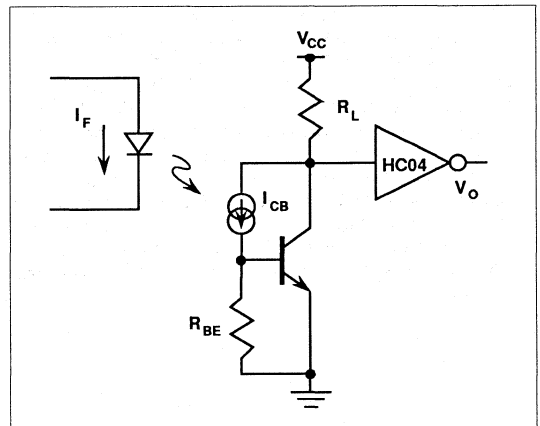 V_CC
R_L
I_F
HC04
V_O
I_CB
R_BE